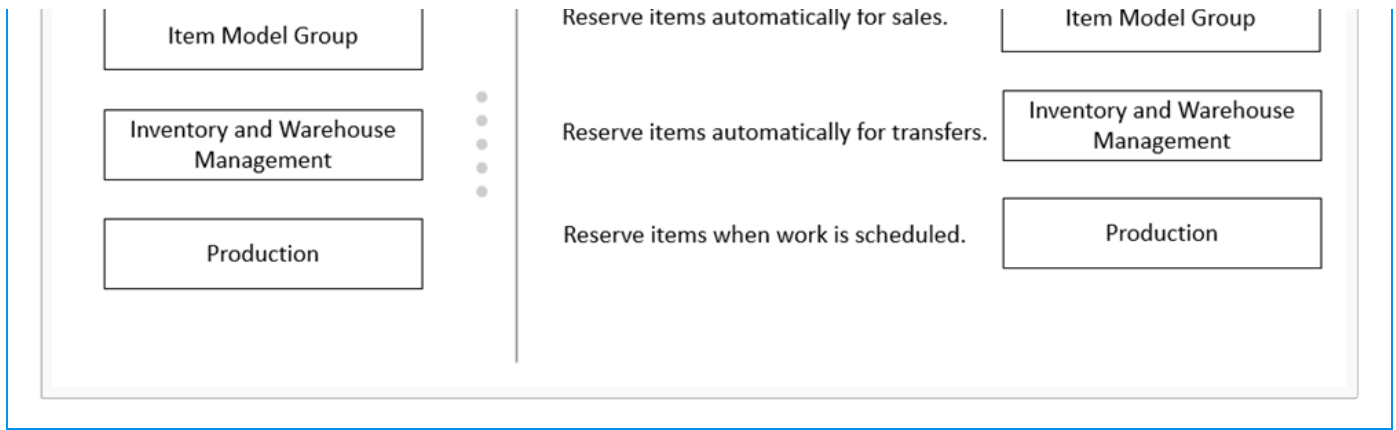 Item Model Group
Inventory and Warehouse
Management
Production
Reserve items automatically for sales.
Item Model Group
Reserve items automatically for transfers.
Inventory and Warehouse
Management
Reserve items when work is scheduled.
Production